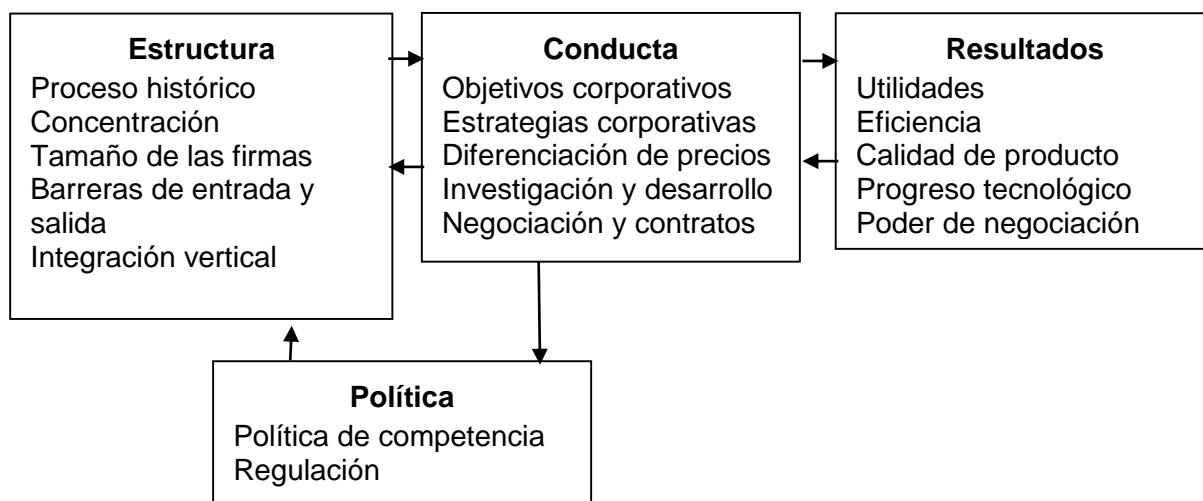 Estructura
Proceso histórico
Concentración
Tamaño de las firmas
Barreras de entrada y
salida
Integración vertical
Conducta
Objetivos corporativos
Estrategias corporativas
Diferenciación de precios
Investigación y desarrollo
Negociación y contratos
Resultados
Utilidades
Eficiencia
Calidad de producto
Progreso tecnológico
Poder de negociación
Política
Política de competencia
Regulación